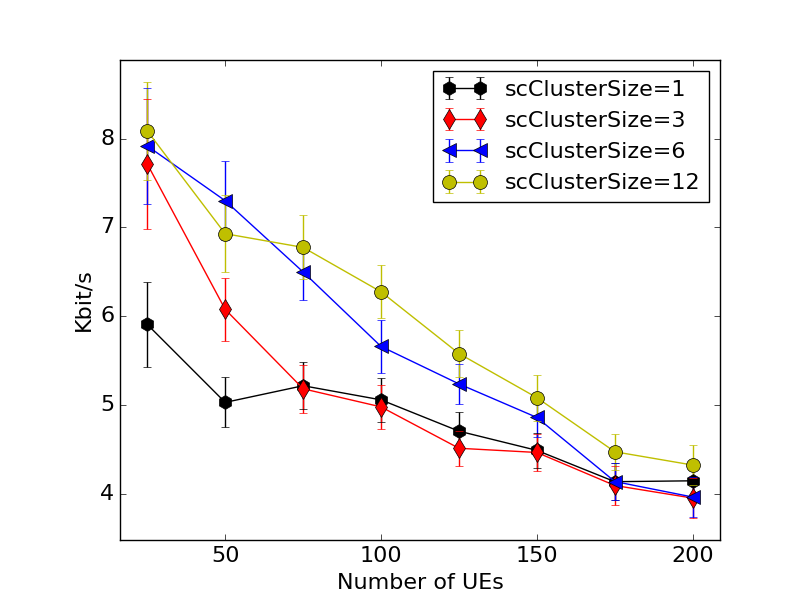 scClusterSize=1
scClusterSize=3
scClusterSize=6
scClusterSize=12
8
7
6
5
4
Kbit/s
50 100 150 200
Number of UEs